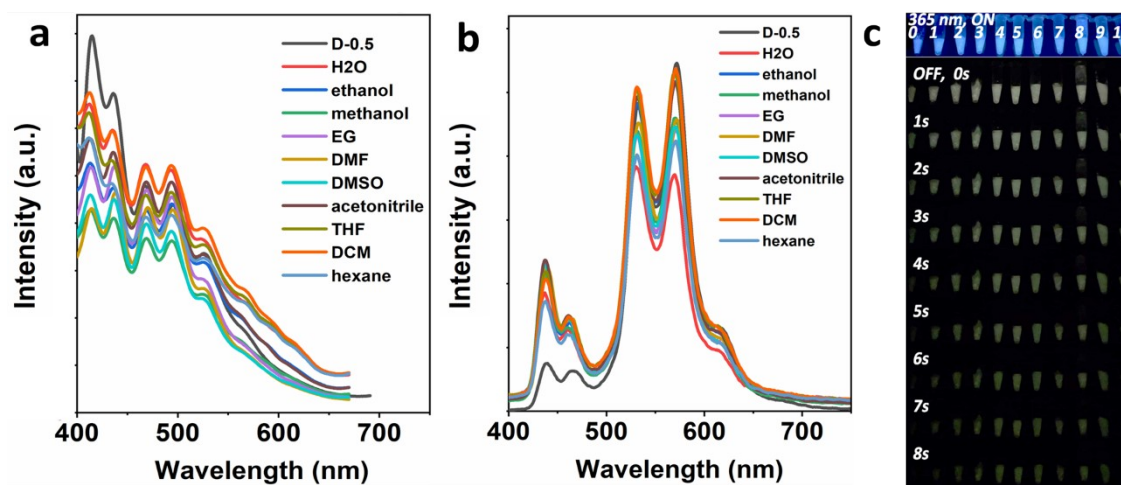 a
Intensity (a.u.)
D-0.5
H2O
ethanol
methanol
EG
DMF
DMSO
acetonitrile
THF
DCM
hexane
400 500 600 700
Wavelength (nm)
b
Intensity (a.u.)
D-0.5
H2O
ethanol
methanol
EG
DMF
DMSO
acetonitrile
THF
DCM
hexane
400 500 600 700
Wavelength (nm)
c
365 nm, ON
0 1 2 3 4 5 6 7 8 9 1
OFF, 0s
1s
2s
3s
4s
5s
6s
7s
8s